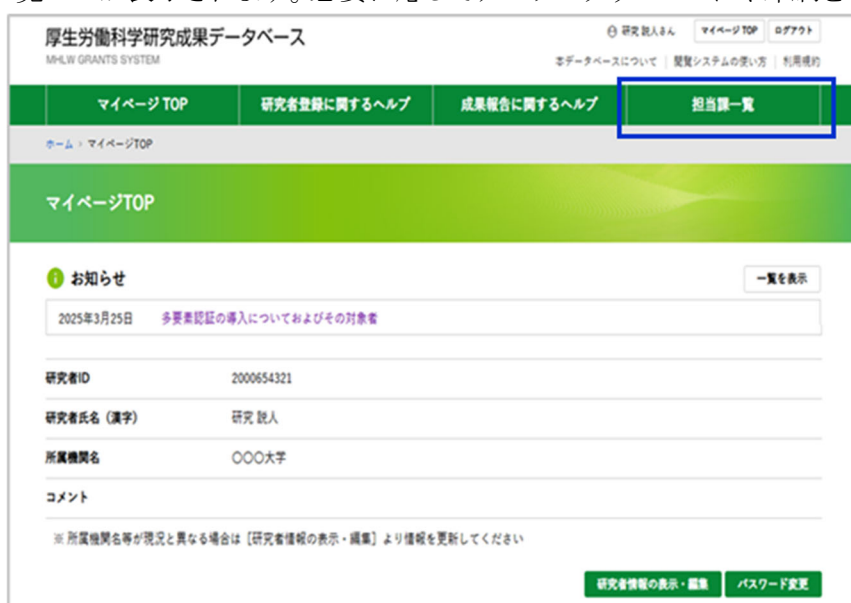 厚生労働科学研究成果データベース
MHLW GRANTS SYSTEM
研究 説人さん マイページTOP ログアウト
本データベースについて | 閲覧システムの使い方 | 利用規約
マイページ TOP 研究者登録に関するヘルプ 成果報告に関するヘルプ 担当課一覧
ホーム › マイページTOP
マイページTOP
お知らせ 一覧を表示
2025年3月25日 多要素認証の導入についておよびその対象者
研究者ID 2000654321
研究者氏名（漢字） 研究 説人
所属機関名 〇〇〇大学
コメント
※ 所属機関名等が現況と異なる場合は［研究者情報の表示・編集］より情報を更新してください
研究者情報の表示・編集 パスワード変更